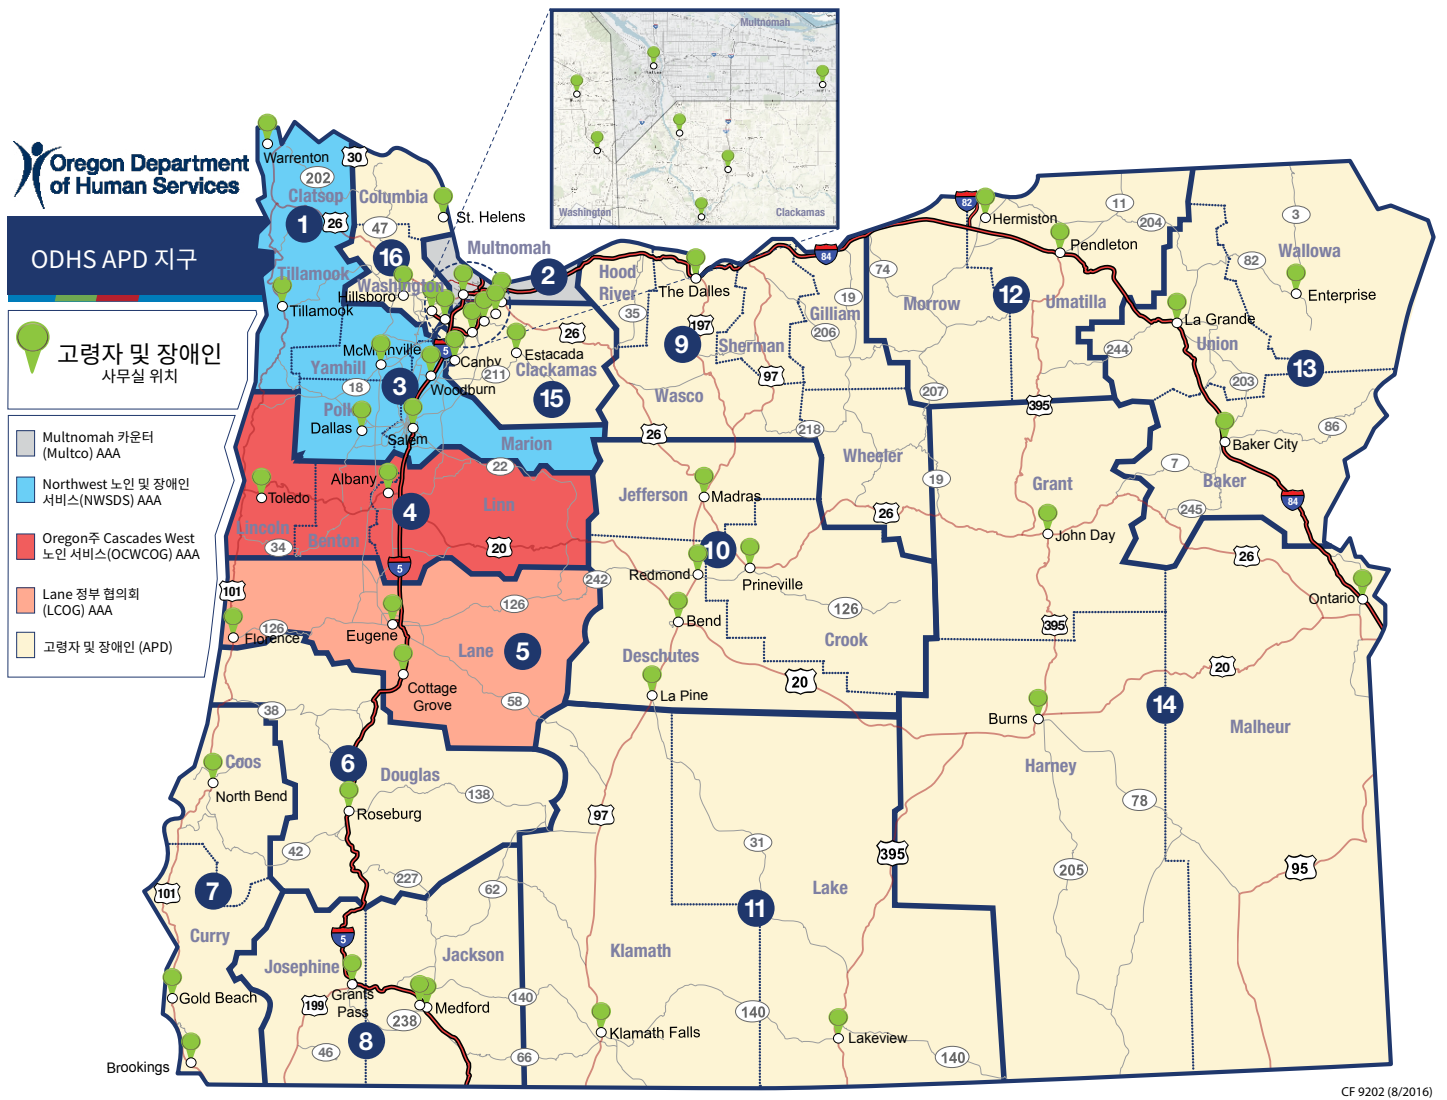 Oregon Department
of Human Services
ODHS APD 지구
고령자 및 장애인
사무실 위치
Multnomah 카운터
(Multco) AAA
Northwest 노인 및 장애인
서비스(NWSDS) AAA
Oregon주 Cascades West
노인 서비스(OCWCOG) AAA
Lane 정부 협의회
(LCOG) AAA
고령자 및 장애인 (APD)
Multnomah
Washington
Clackamas
Warrenton
30
202
Clatsop
Columbia
1
26
47
St. Helens
16
Multnomah
Tillamook
Washington
Hillsboro
Tillamook
2
Hood
River
The Dalles
84
82
Hermiston
11
204
Pendleton
3
Wallowa
82
Enterprise
74
Morrow
12
Umatilla
La Grande
Union
244
203
13
35
197
9
Sherman
19
Gilliam
206
97
Wasco
207
218
26
McMinnville
Yamhill
18
3
5
Canby
211
Woodburn
26
Estacada
Clackamas
15
Polk
Dallas
Salem
Marion
22
395
Baker City
86
7
Baker
245
84
Wheeler
19
Grant
26
John Day
26
Ontario
Toledo
Albany
Linn
4
Lincoln
Benton
34
20
5
Jefferson
Madras
10
Redmond
Prineville
242
126
Bend
Crook
Deschutes
20
La Pine
101
126
Florence
Eugene
126
Lane
5
Cottage
Grove
58
395
20
Burns
14
Malheur
Harney
78
205
95
38
Coos
North Bend
6
Douglas
Roseburg
138
42
227
62
97
31
395
Lake
11
Klamath
101
7
Curry
5
Josephine
Jackson
Grants
Pass
199
Medford
238
140
8
46
66
Gold Beach
Brookings
Klamath Falls
140
Lakeview
140
CF 9202 (8/2016)